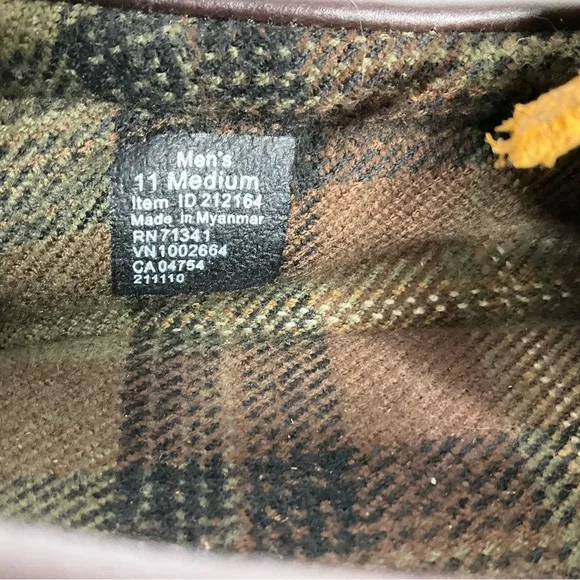 Men's
11 Medium
Item ID 212164
Made in Myanmar
RN 71341
VN1002664
CA 04754
211110